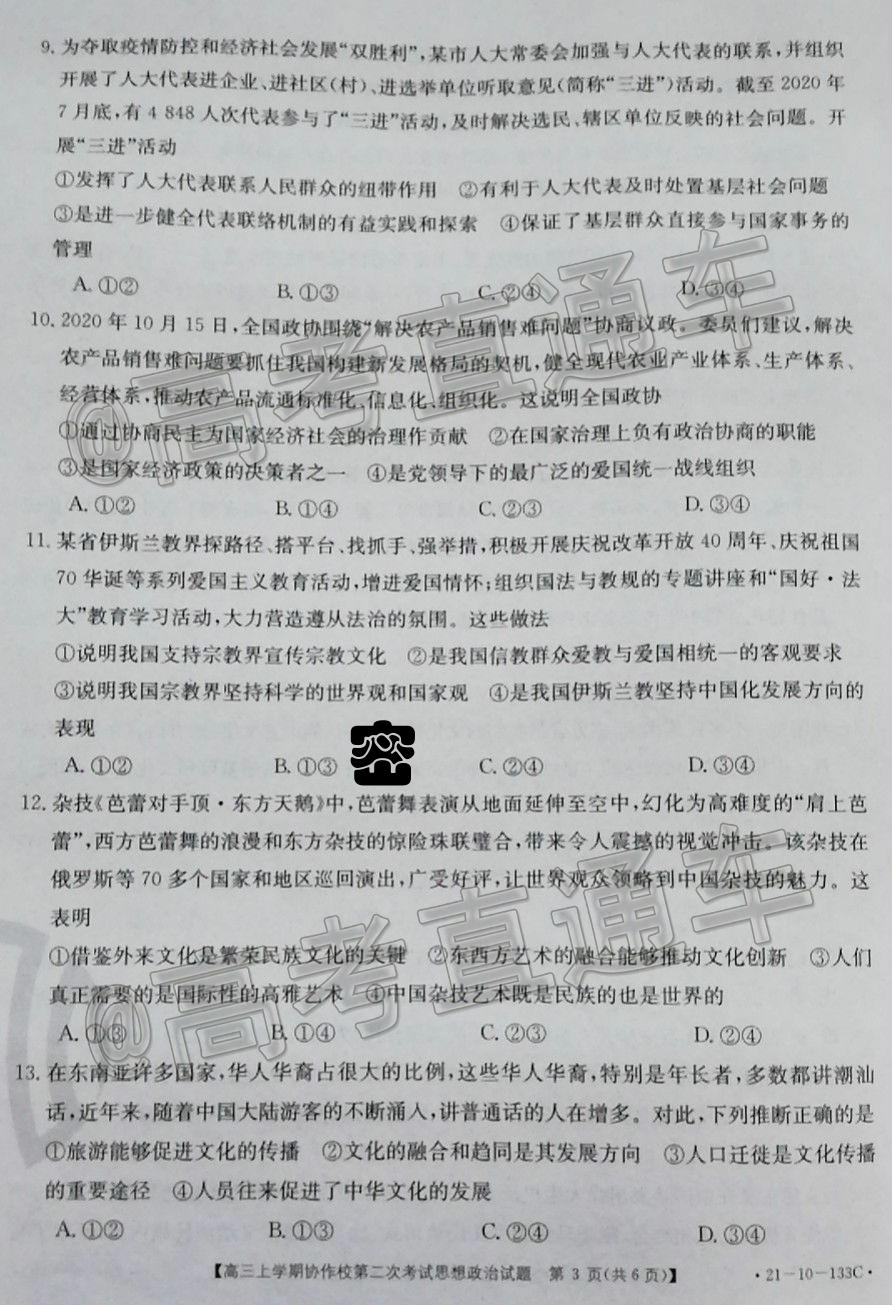 9. 为夺取疫情防控和经济社会发展“双胜利”,某市人大常委会加强与人大代表的联系,并组织
开展了人大代表进企业、进社区(村)、进选举单位听取意见(简称“三进”)活动。截至 2020 年
7 月底,有 4 848 人次代表参与了“三进”活动,及时解决选民、辖区单位反映的社会问题。开
展“三进”活动
①发挥了人大代表联系人民群众的纽带作用 ②有利于人大代表及时处置基层社会问题
③是进一步健全代表联络机制的有益实践和探索 ④保证了基层群众直接参与国家事务的
管理
A. ①② B. ①③ C. ②④ D. ③④
10. 2020 年 10 月 15 日,全国政协围绕“解决农产品销售难问题”协商议政。委员们建议,解决
农产品销售难问题要抓住我国构建新发展格局的契机,健全现代农业产业体系、生产体系、
经营体系,推动农产品流通标准化、信息化、组织化。这说明全国政协
①通过协商民主为国家经济社会的治理作贡献 ②在国家治理上负有政治协商的职能
③是国家经济政策的决策者之一 ④是党领导下的最广泛的爱国统一战线组织
A. ①② B. ①④ C. ②③ D. ③④
11. 某省伊斯兰教界探路径、搭平台、找抓手、强举措,积极开展庆祝改革开放 40 周年、庆祝祖国
70 华诞等系列爱国主义教育活动,增进爱国情怀;组织国法与教规的专题讲座和“国好·法
大”教育学习活动,大力营造遵从法治的氛围。这些做法
①说明我国支持宗教界宣传宗教文化 ②是我国信教群众爱教与爱国相统一的客观要求
③说明我国宗教界坚持科学的世界观和国家观 ④是我国伊斯兰教坚持中国化发展方向的
表现
A. ①② B. ①③ C. ②④ D. ③④
12. 杂技《芭蕾对手顶·东方天鹅》中,芭蕾舞表演从地面延伸至空中,幻化为高难度的“肩上芭
蕾”,西方芭蕾舞的浪漫和东方杂技的惊险珠联璧合,带来令人震撼的视觉冲击。该杂技在
俄罗斯等 70 多个国家和地区巡回演出,广受好评,让世界观众领略到中国杂技的魅力。这
表明
①借鉴外来文化是繁荣民族文化的关键 ②东西方艺术的融合能够推动文化创新 ③人们
真正需要的是国际性的高雅艺术 ④中国杂技艺术既是民族的也是世界的
A. ①③ B. ①④ C. ②③ D. ②④
13. 在东南亚许多国家,华人华裔占很大的比例,这些华人华裔,特别是年长者,多数都讲潮汕
话,近年来,随着中国大陆游客的不断涌入,讲普通话的人在增多。对此,下列推断正确的是
①旅游能够促进文化的传播 ②文化的融合和趋同是其发展方向 ③人口迁徙是文化传播
的重要途径 ④人员往来促进了中华文化的发展
A. ①② B. ①③ C. ②④ D. ③④
【高三上学期协作校第二次考试思想政治试题 第 3 页(共 6 页)】 ·21-10-133C·
@高考直通车
@高考直通车